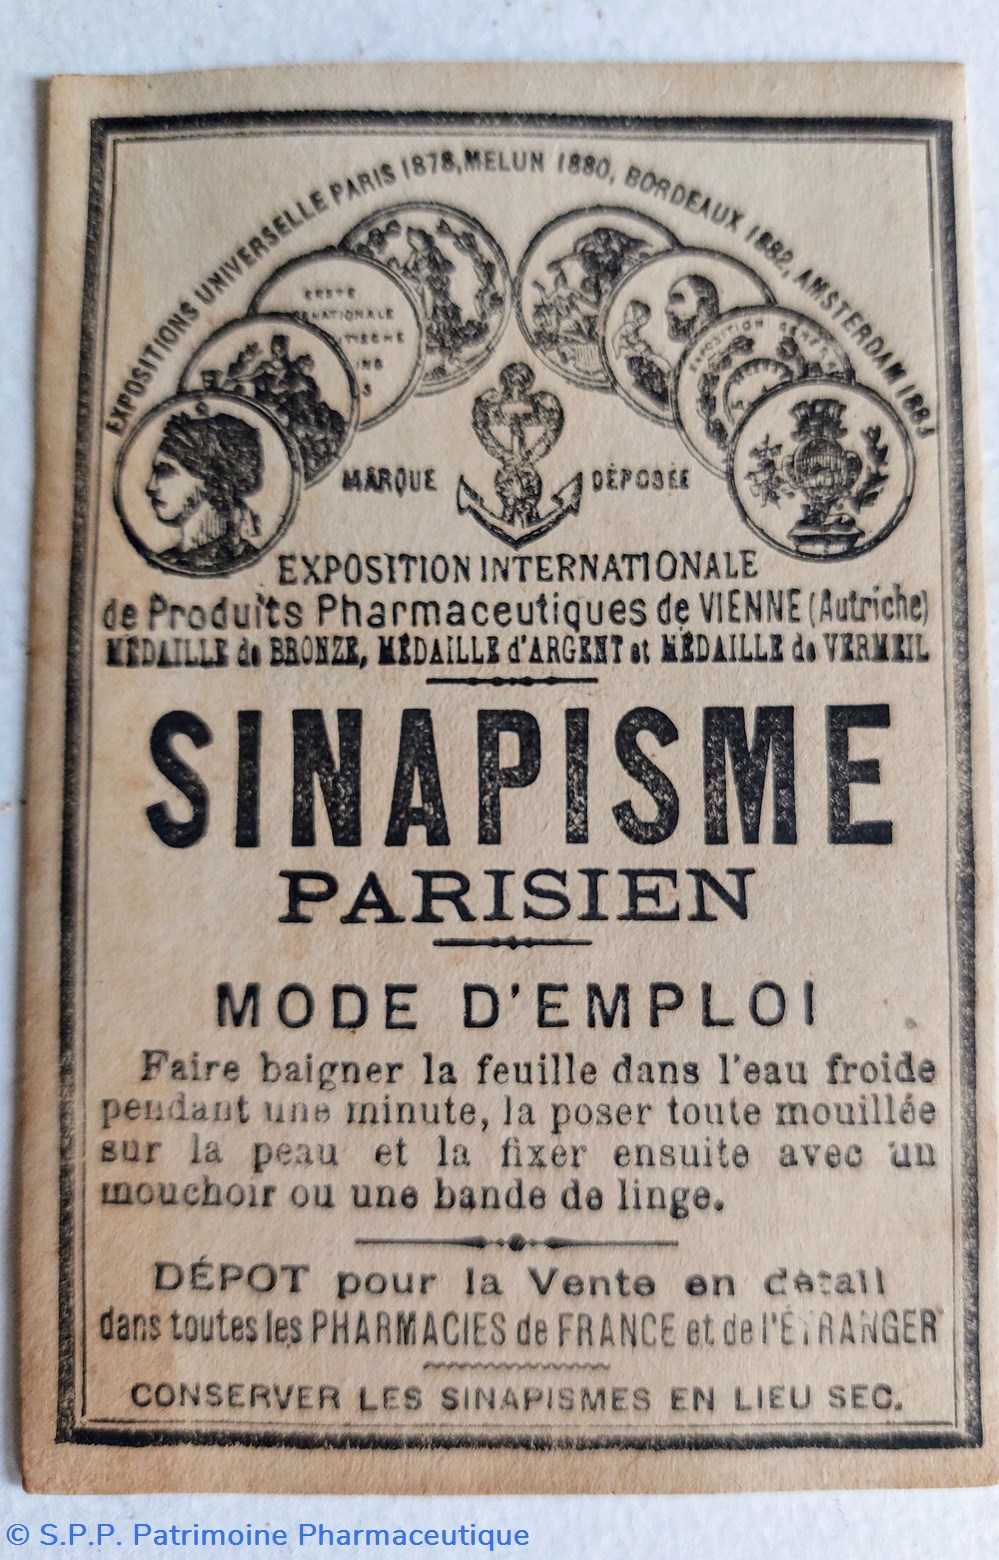 EXPOSITIONS UNIVERSELLE PARIS 1878, MELUN 1880, BORDEAUX 1882, AMSTERDAM 1883
ERSTE
NATIONALE
EXPOSITION
MARQUE DÉPOSÉE
EXPOSITION INTERNATIONALE
de Produits Pharmaceutiques de VIENNE (Autriche)
MÉDAILLE de BRONZE, MÉDAILLE d'ARGENT et MÉDAILLE de VERMEIL
SINAPISME
PARISIEN
MODE D'EMPLOI
Faire baigner la feuille dans l'eau froide
pendant une minute, la poser toute mouillée
sur la peau et la fixer ensuite avec un
mouchoir ou une bande de linge.
DÉPOT pour la Vente en détail
dans toutes les PHARMACIES de FRANCE et de l'ÉTRANGER
CONSERVER LES SINAPISMES EN LIEU SEC.
© S.P.P. Patrimoine Pharmaceutique